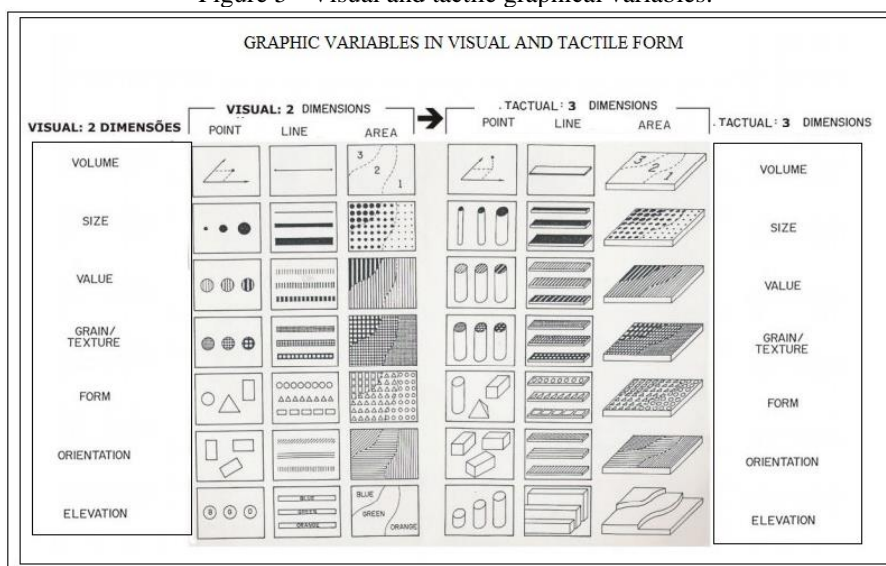 Figure 3 – Visual and tactile graphical variables.
GRAPHIC VARIABLES IN VISUAL AND TACTILE FORM
VISUAL: 2 DIMENSIONS
. TACTUAL: 3 DIMENSIONS
VISUAL: 2 DIMENSÕES
POINT LINE AREA
POINT LINE AREA
. TACTUAL: 3 DIMENSIONS
VOLUME
3
2
1
3
2
1
VOLUME
SIZE
SIZE
VALUE
VALUE
GRAIN/
TEXTURE
GRAIN/
TEXTURE
FORM
FORM
ORIENTATION
ORIENTATION
ELEVATION
B G O
BLUE
GREEN
ORANGE
BLUE
GREEN
ORANGE
ELEVATION